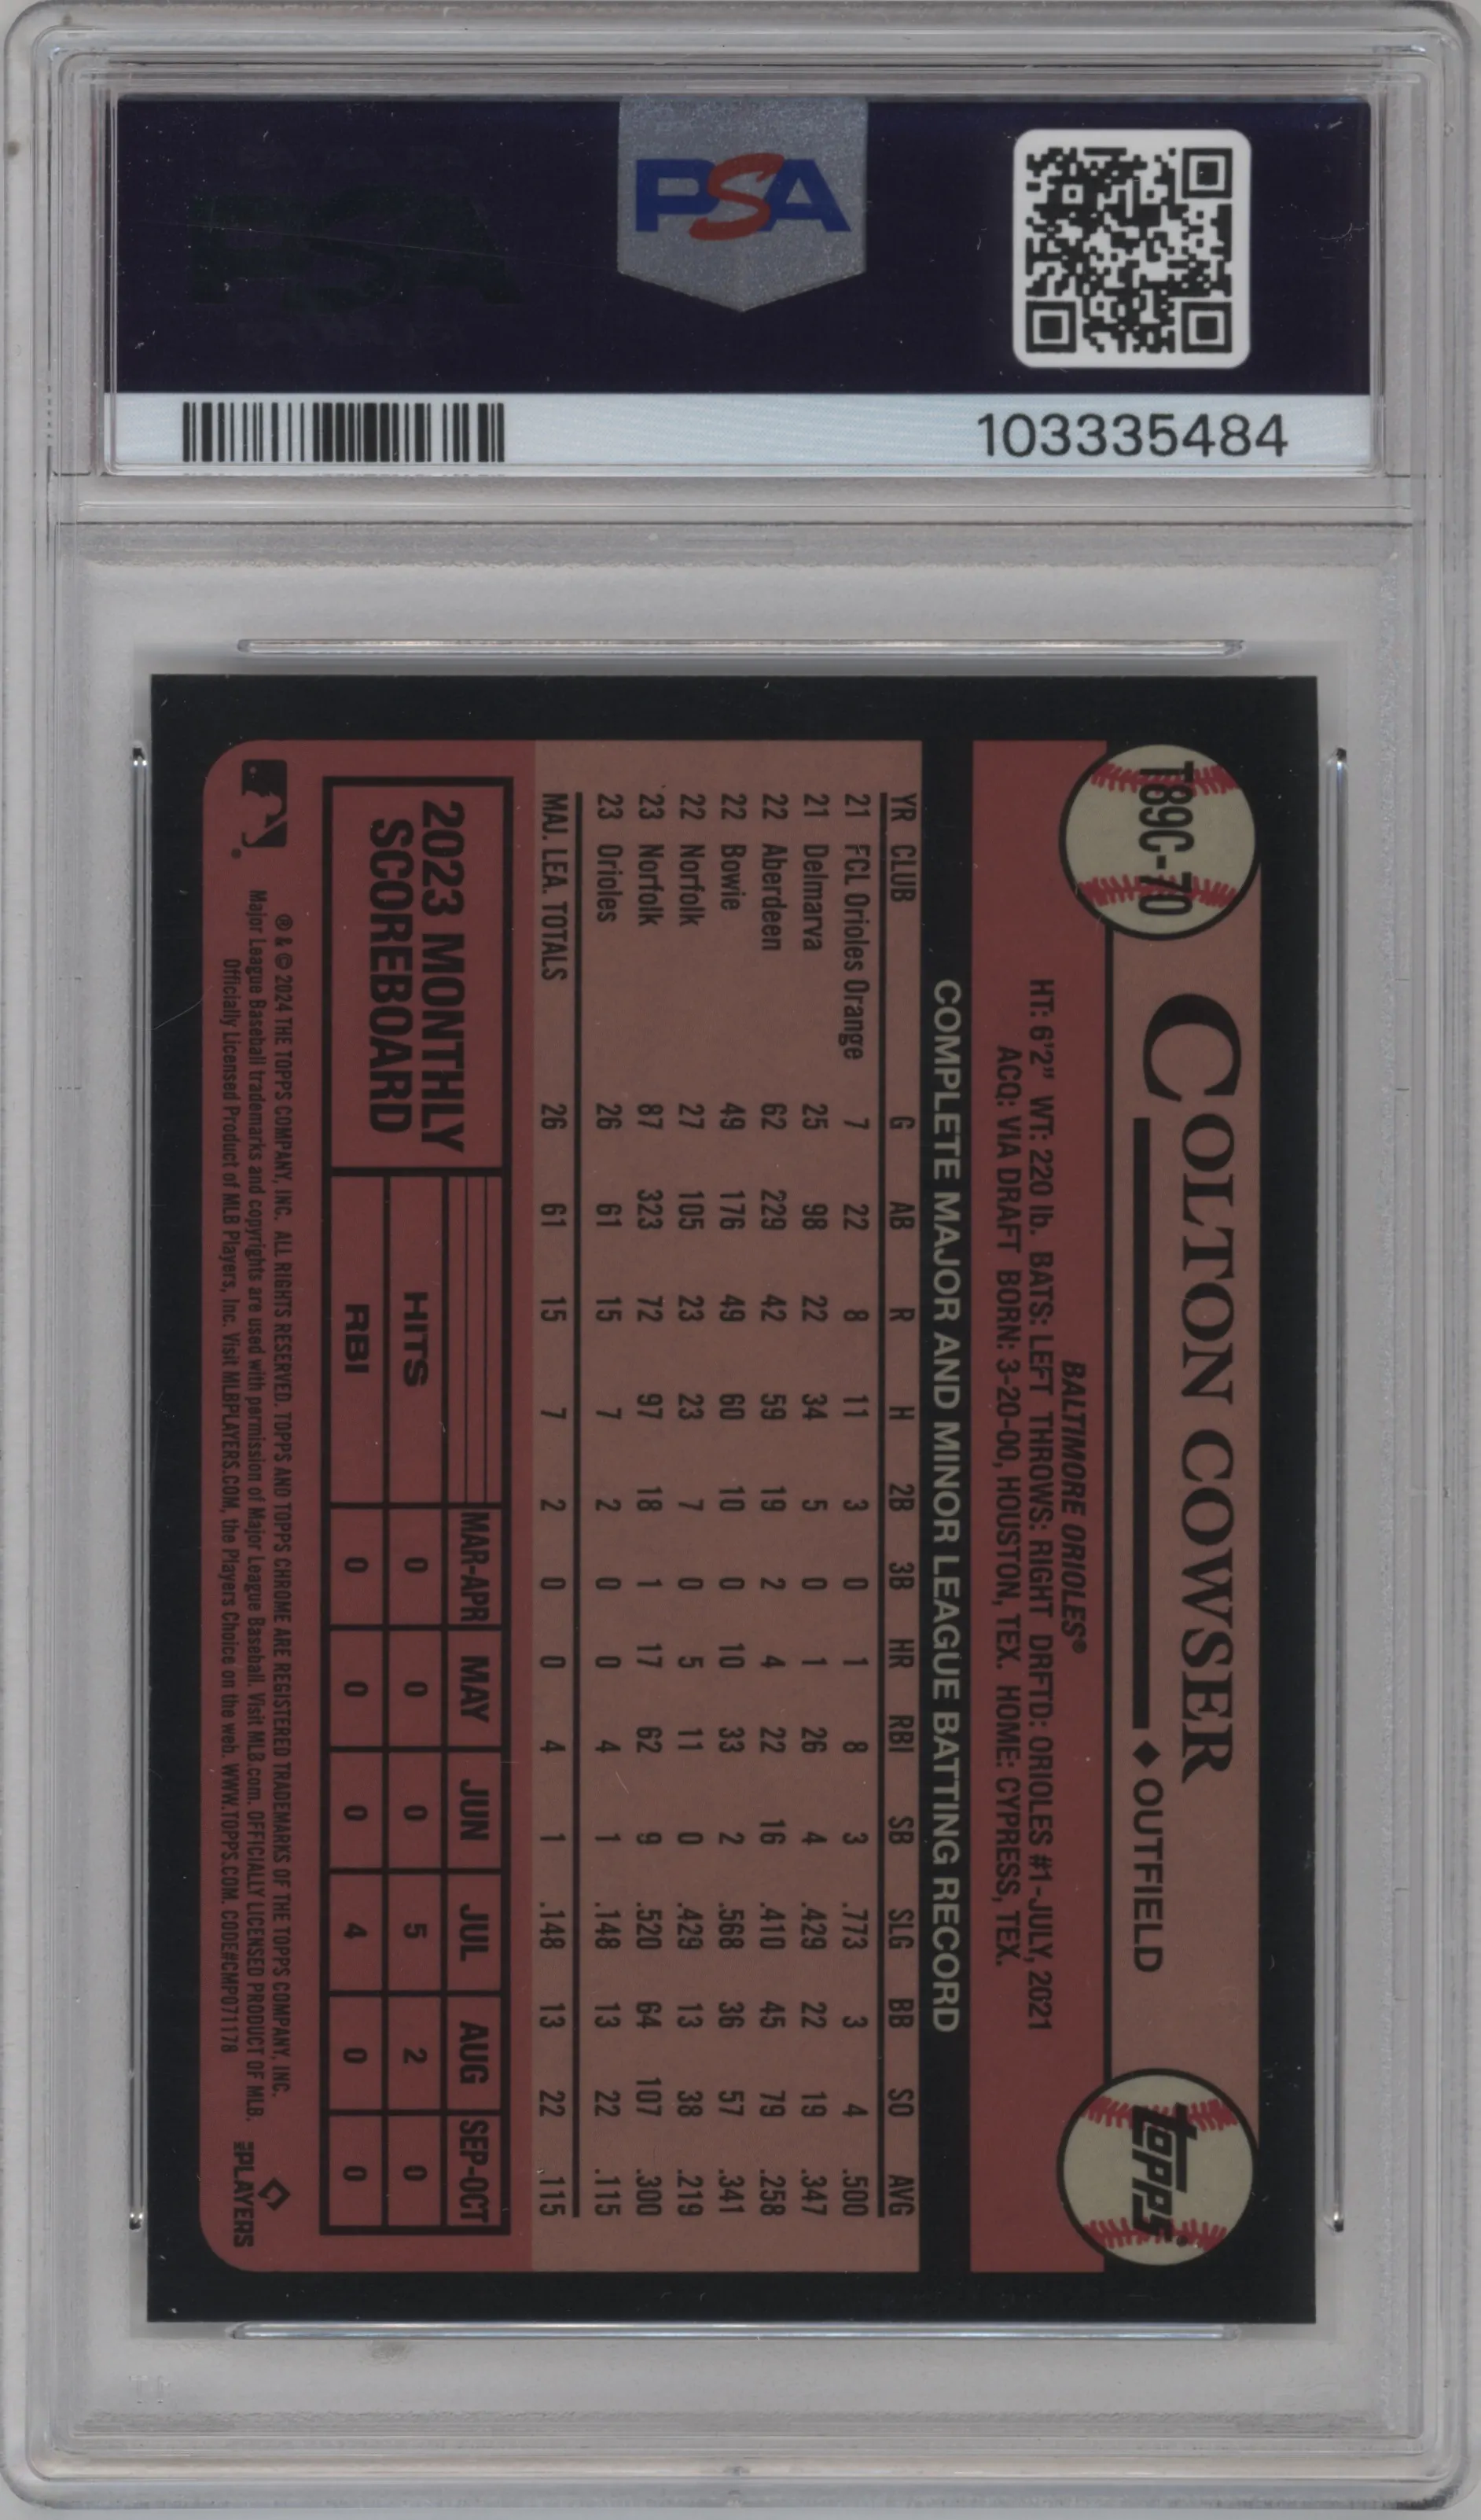 PSA
103335484
T89C-70
COLTON COWSER
◆OUTFIELD
topps®
BALTIMORE ORIOLES®
HT: 6'2" WT: 220 lb. BATS: LEFT THROWS: RIGHT DRFTD: ORIOLES #1-JULY, 2021
ACQ: VIA DRAFT BORN: 3-20-00, HOUSTON, TEX. HOME: CYPRESS, TEX.
COMPLETE MAJOR AND MINOR LEAGUE BATTING RECORD
YR CLUB G AB R H 2B 3B HR RBI SB SLG BB SO AVG
21 FCL Orioles Orange 7 22 8 11 3 0 1 8 3 .773 3 4 .500
21 Delmarva 25 98 22 34 5 0 1 26 4 .429 22 19 .347
22 Aberdeen 62 229 42 59 19 2 4 22 16 .410 45 79 .258
22 Bowie 49 176 49 60 10 0 10 33 2 .568 36 57 .341
22 Norfolk 27 105 23 23 7 0 5 11 0 .429 13 38 .219
23 Norfolk 87 323 72 97 18 1 17 62 9 .520 64 107 .300
23 Orioles 26 61 15 7 2 0 0 4 1 .148 13 22 .115
MAJ. LEA. TOTALS 26 61 15 7 2 0 0 4 1 .148 13 22 .115
2023 MONTHLY
SCOREBOARD
MAR-APR MAY JUN JUL AUG SEP-OCT
HITS 0 0 0 5 2 0
RBI 0 0 0 4 0 0
® & © 2024 THE TOPPS COMPANY, INC. ALL RIGHTS RESERVED. TOPPS AND TOPPS CHROME ARE REGISTERED TRADEMARKS OF THE TOPPS COMPANY, INC.
Major League Baseball trademarks and copyrights are used with permission of Major League Baseball. Visit MLB.com. OFFICIALLY LICENSED PRODUCT OF MLB.
Officially Licensed Product of MLB Players, Inc. Visit MLBPLAYERS.COM, the Players Choice on the web. WWW.TOPPS.COM. CODE#CMP071178
PLAYERS